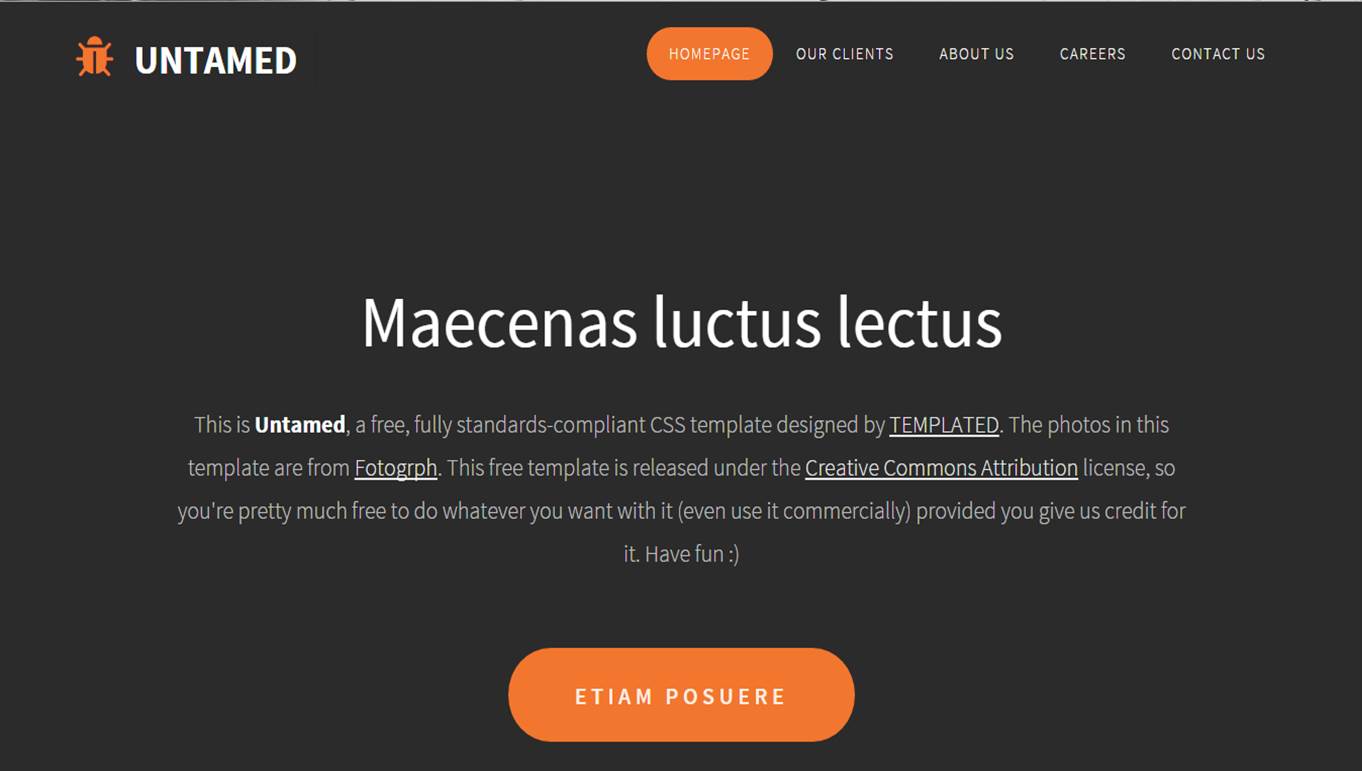 UNTAMED
HOMEPAGE
OUR CLIENTS
ABOUT US
CAREERS
CONTACT US
Maecenas luctus lectus
This is Untamed, a free, fully standards-compliant CSS template designed by TEMPLATED. The photos in this
template are from Fotogrph. This free template is released under the Creative Commons Attribution license, so
you're pretty much free to do whatever you want with it (even use it commercially) provided you give us credit for
it. Have fun :)
ETIAM POSUERE